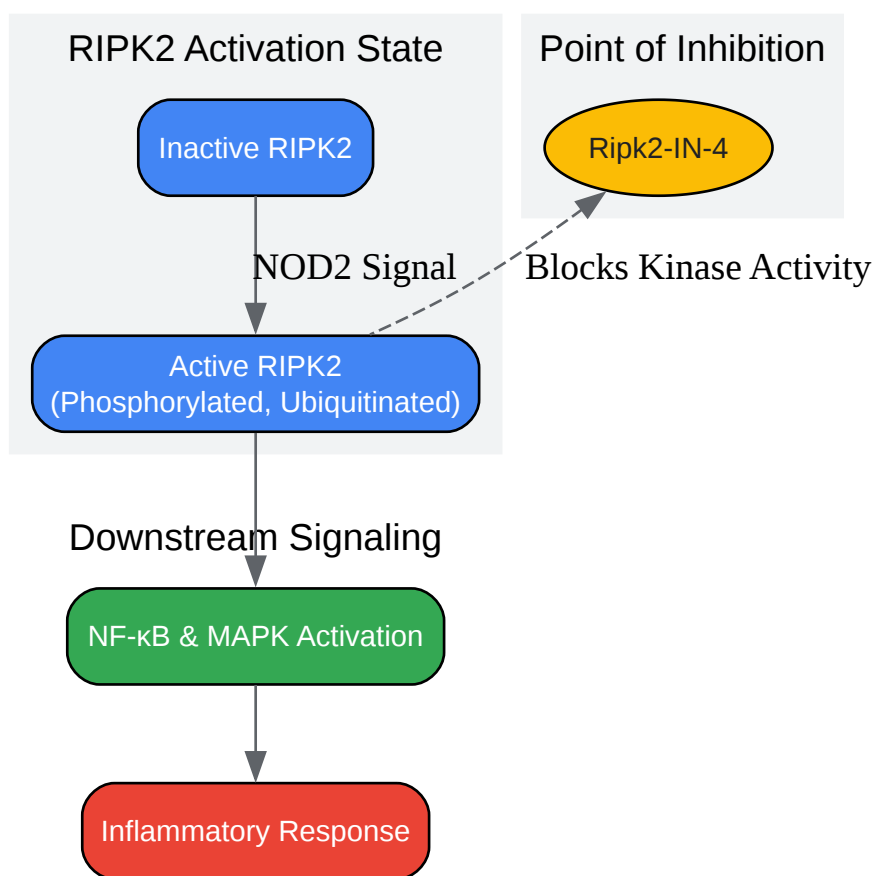 RIPK2 Activation State
Point of Inhibition
Inactive RIPK2
Ripk2-IN-4
NOD2 Signal
Blocks Kinase Activity
Active RIPK2
(Phosphorylated, Ubiquitinated)
Downstream Signaling
NF-κB & MAPK Activation
Inflammatory Response